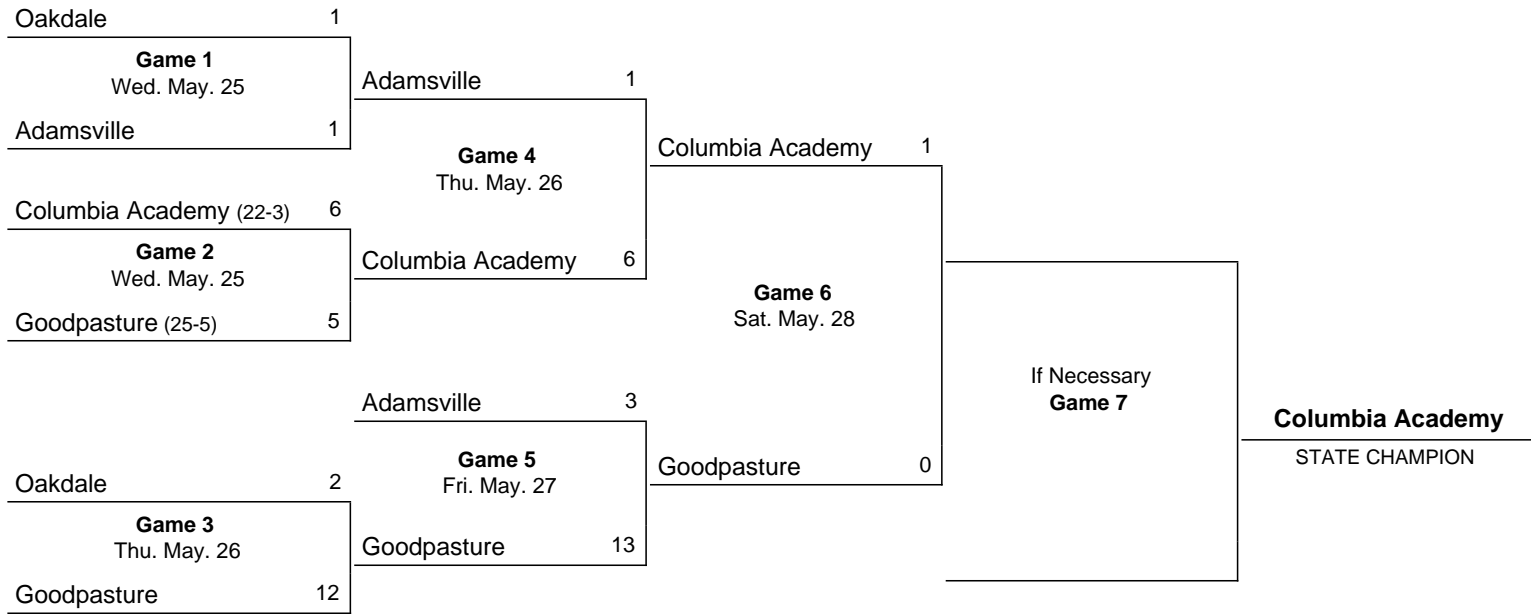 Oakdale 1
Game 1
Wed. May. 25
Adamsville 1
Columbia Academy (22-3) 6
Game 2
Wed. May. 25
Goodpasture (25-5) 5
Oakdale 2
Game 3
Thu. May. 26
Goodpasture 12
Adamsville 1
Game 4
Thu. May. 26
Columbia Academy 6
Adamsville 3
Game 5
Fri. May. 27
Goodpasture 13
Columbia Academy 1
Game 6
Sat. May. 28
Goodpasture 0
If Necessary
Game 7
Columbia Academy
STATE CHAMPION